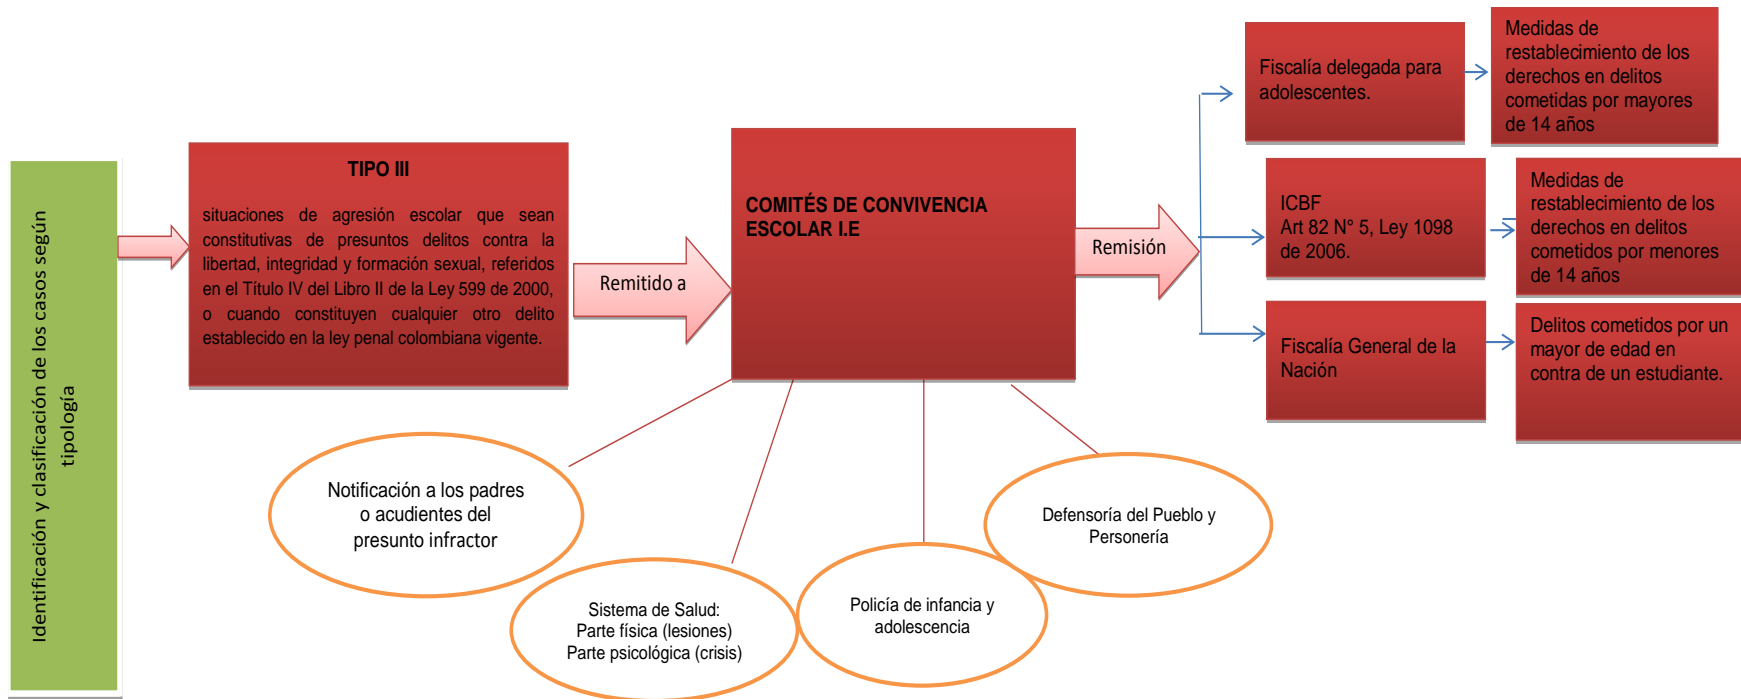 Identificación y clasificación de los casos según
tipología
TIPO III
situaciones de agresión escolar que sean
constitutivas de presuntos delitos contra la
libertad, integridad y formación sexual, referidos
en el Título IV del Libro II de la Ley 599 de 2000,
o cuando constituyen cualquier otro delito
establecido en la ley penal colombiana vigente.
Remitido a
COMITÉS DE CONVIVENCIA
ESCOLAR I.E
Remisión
Fiscalía delegada para
adolescentes.
Medidas de
restablecimiento de los
derechos en delitos
cometidas por mayores
de 14 años
ICBF
Art 82 N° 5, Ley 1098
de 2006.
Medidas de
restablecimiento de los
derechos en delitos
cometidos por menores
de 14 años
Fiscalía General de la
Nación
Delitos cometidos por un
mayor de edad en
contra de un estudiante.
Notificación a los padres
o acudientes del
presunto infractor
Sistema de Salud:
Parte física (lesiones)
Parte psicológica (crisis)
Policía de infancia y
adolescencia
Defensoría del Pueblo y
Personería